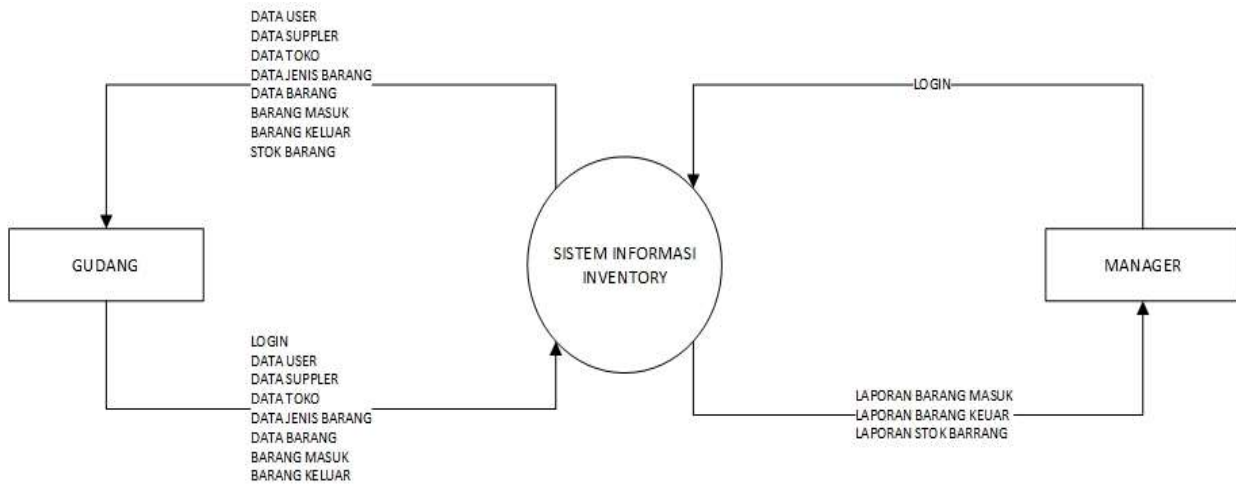 DATA USER
DATA SUPPLER
DATA TOKO
DATA JENIS BARANG
DATA BARANG
BARANG MASUK
BARANG KELUAR
STOK BARANG
LOGIN
GUDANG
SISTEM INFORMASI
INVENTORY
MANAGER
LOGIN
DATA USER
DATA SUPPLER
DATA TOKO
DATA JENIS BARANG
DATA BARANG
BARANG MASUK
BARANG KELUAR
LAPORAN BARANG MASUK
LAPORAN BARANG KEUAR
LAPORAN STOK BARRANG